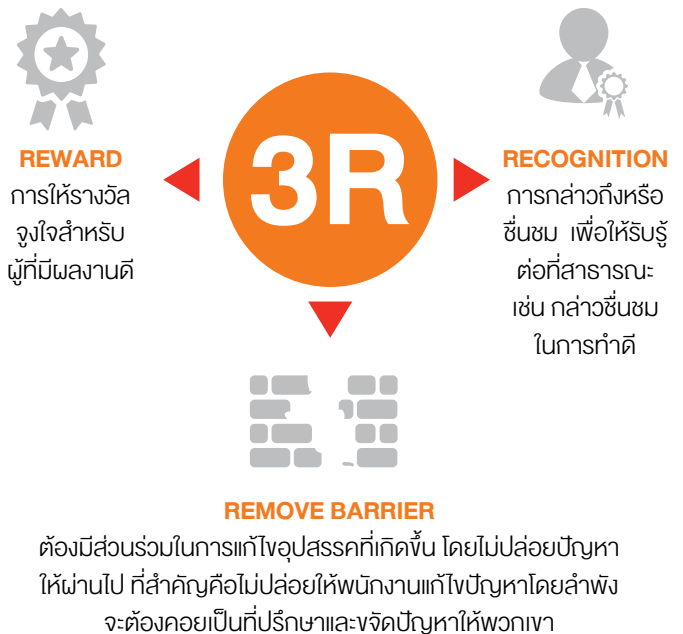 3R
REWARD
การให้รางวัล
จูงใจสำหรับ
ผู้ที่มีผลงานดี
RECOGNITION
การกล่าวถึงหรือ
ชื่นชม เพื่อให้รับรู้
ต่อที่สาธารณะ
เช่น กล่าวชื่นชม
ในการทำดี
REMOVE BARRIER
ต้องมีส่วนร่วมในการแก้ไขอุปสรรคที่เกิดขึ้น โดยไม่ปล่อยปัญหา
ให้ผ่านไป ที่สำคัญคือไม่ปล่อยให้พนักงานแก้ไขปัญหาโดยลำพัง
จะต้องคอยเป็นที่ปรึกษาและขจัดปัญหาให้พวกเขา